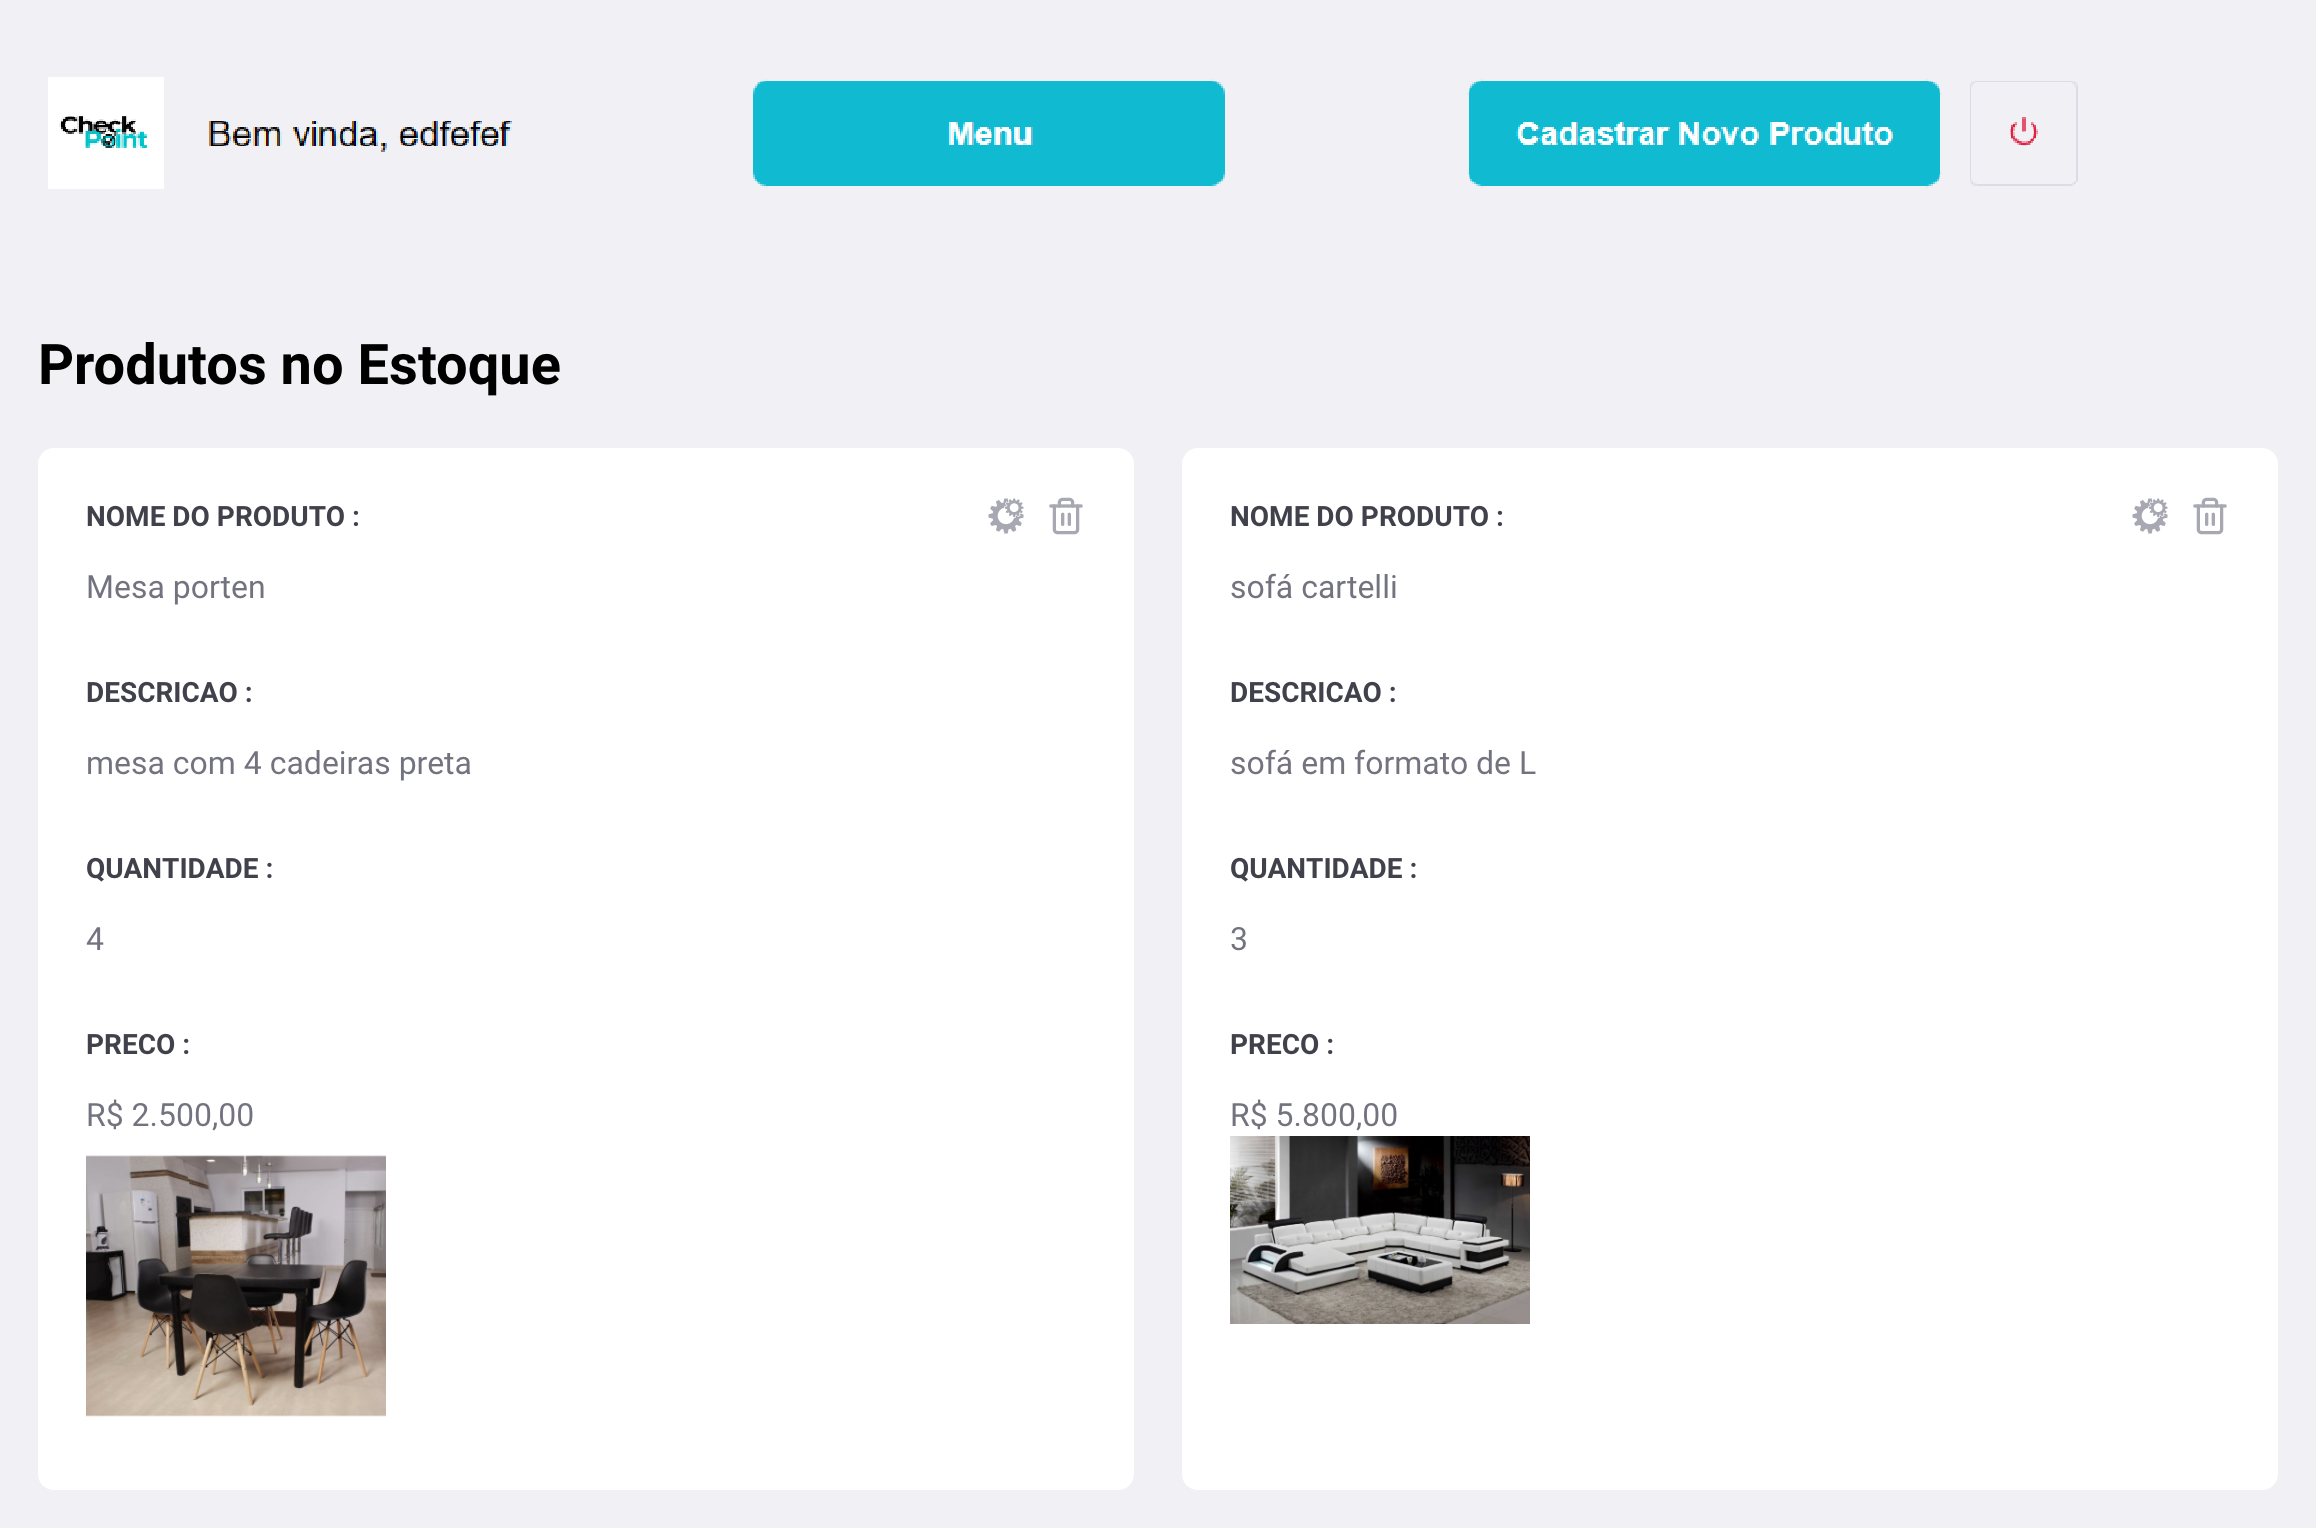 Check
Point
Bem vinda, edfefef
Menu
Cadastrar Novo Produto
Produtos no Estoque
NOME DO PRODUTO :
Mesa porten
DESCRICAO :
mesa com 4 cadeiras preta
QUANTIDADE :
4
PRECO :
R$ 2.500,00
NOME DO PRODUTO :
sofá cartelli
DESCRICAO :
sofá em formato de L
QUANTIDADE :
3
PRECO :
R$ 5.800,00